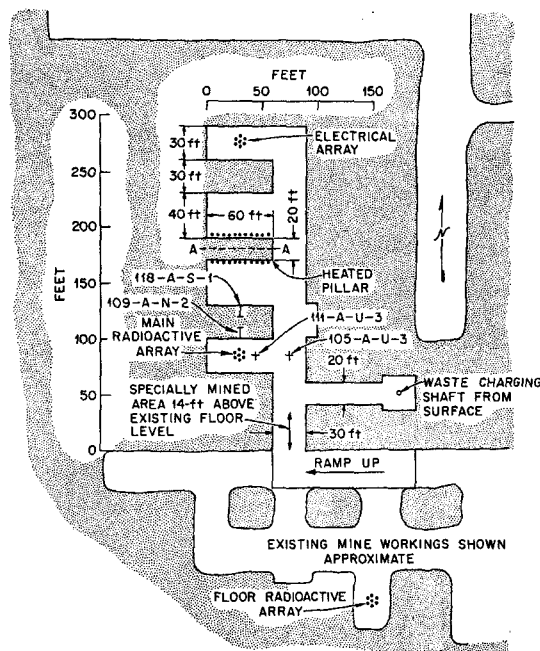 FEET
0 50 100 150
300
250
200
150
100
50
0
FEET
30 ft
30 ft
40 ft
60 ft
20 ft
ELECTRICAL
ARRAY
A A
HEATED
PILLAR
118-A-S-1
109-A-N-2
MAIN
RADIOACTIVE
ARRAY
111-A-U-3
105-A-U-3
20 ft
SPECIALLY MINED
AREA 14-ft ABOVE
EXISTING FLOOR
LEVEL
30 ft
WASTE CHARGING
SHAFT FROM
SURFACE
N
RAMP UP
EXISTING MINE WORKINGS SHOWN
APPROXIMATE
FLOOR RADIOACTIVE
ARRAY